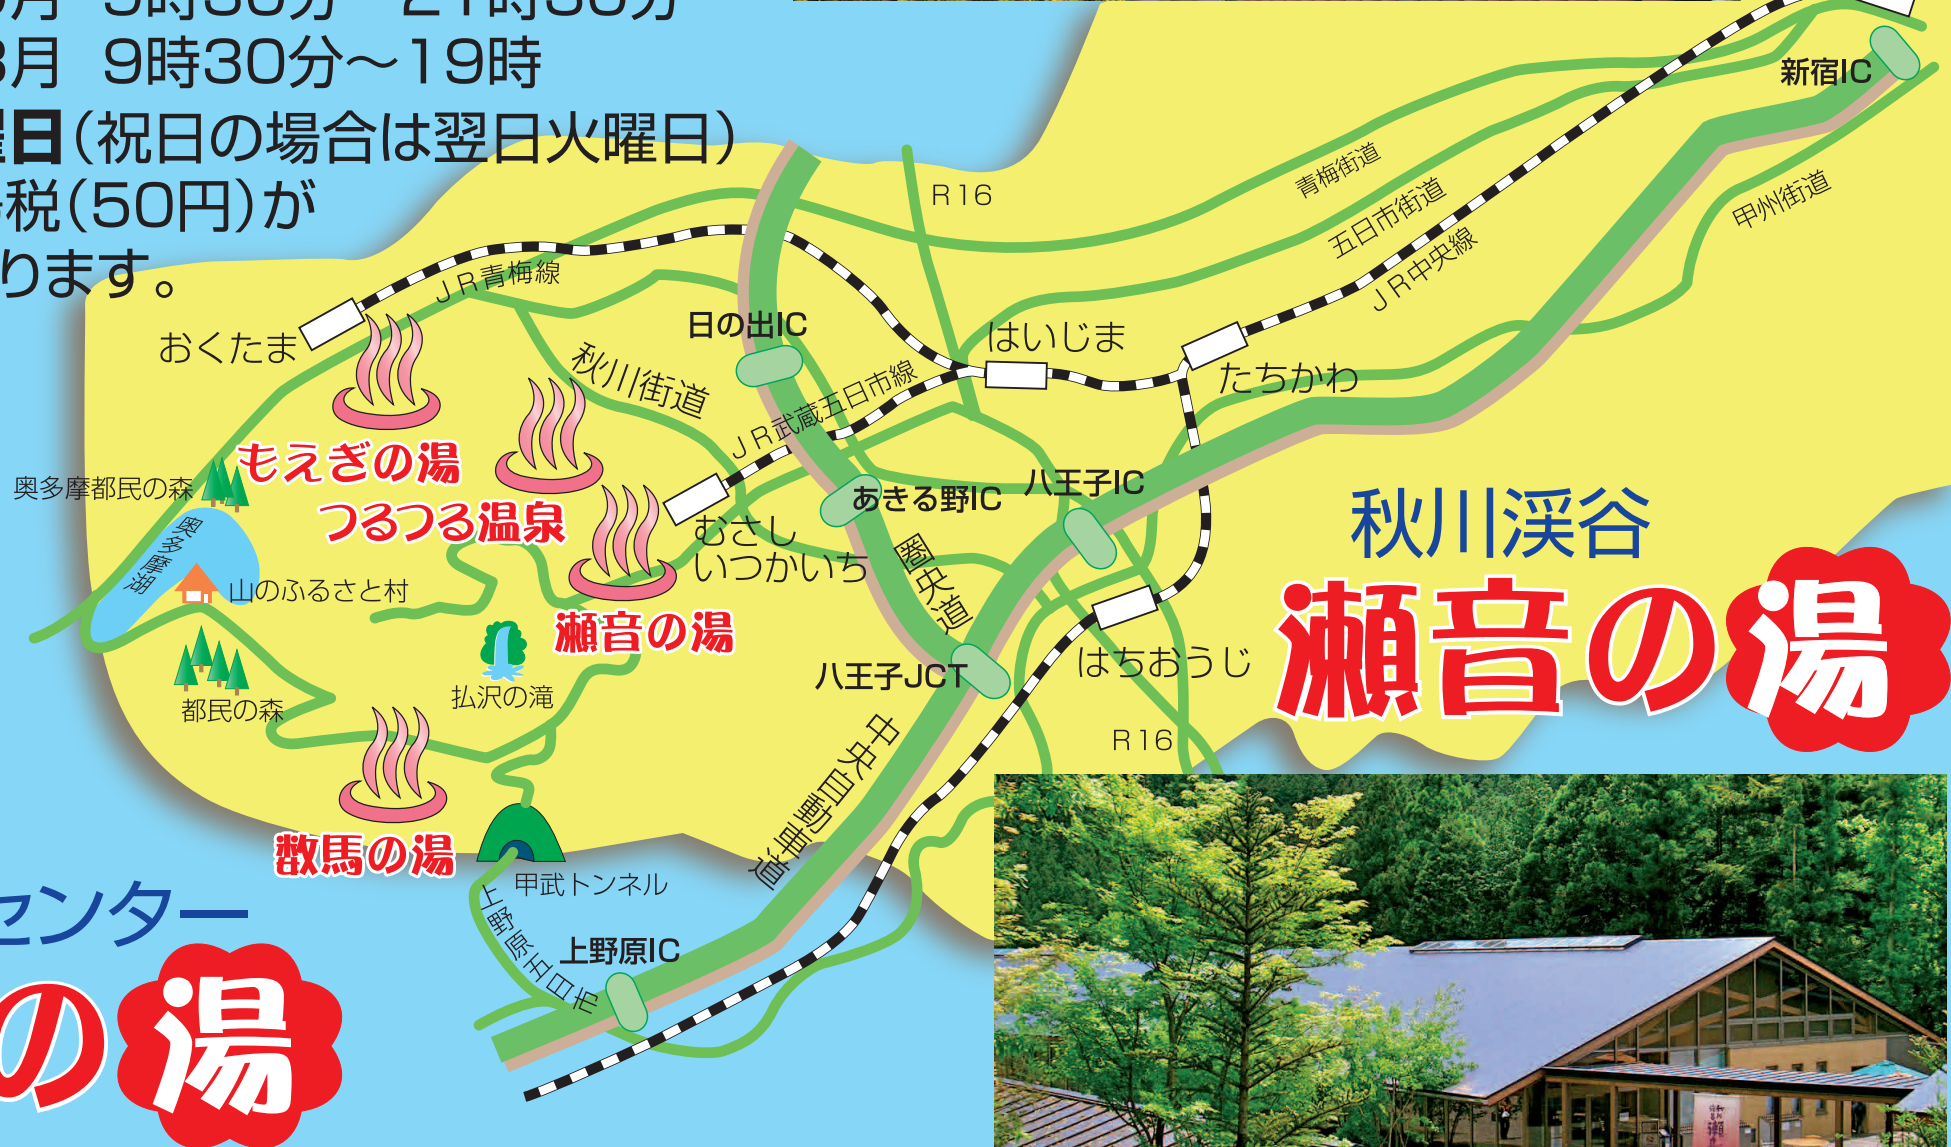 9時30分～19時
(祝日の場合は翌日火曜日)
税(50円)が
ります。
新宿IC
青梅街道
R16
五日市街道
甲州街道
JR中央線
JR青梅線
おくたま
日の出IC
はいじま
たちかわ
秋川街道
JR武蔵五日市線
もえぎの湯
奥多摩都民の森
つるつる温泉
あきる野IC
八王子IC
むさし
いつかいち
奥多摩湖
山のふるさと村
圏央道
瀬音の湯
払沢の滝
都民の森
八王子JCT
はちおうじ
R16
中央自動車道
数馬の湯
甲武トンネル
上野原五日市
上野原IC
秋川渓谷
瀬音の湯
センター
の湯